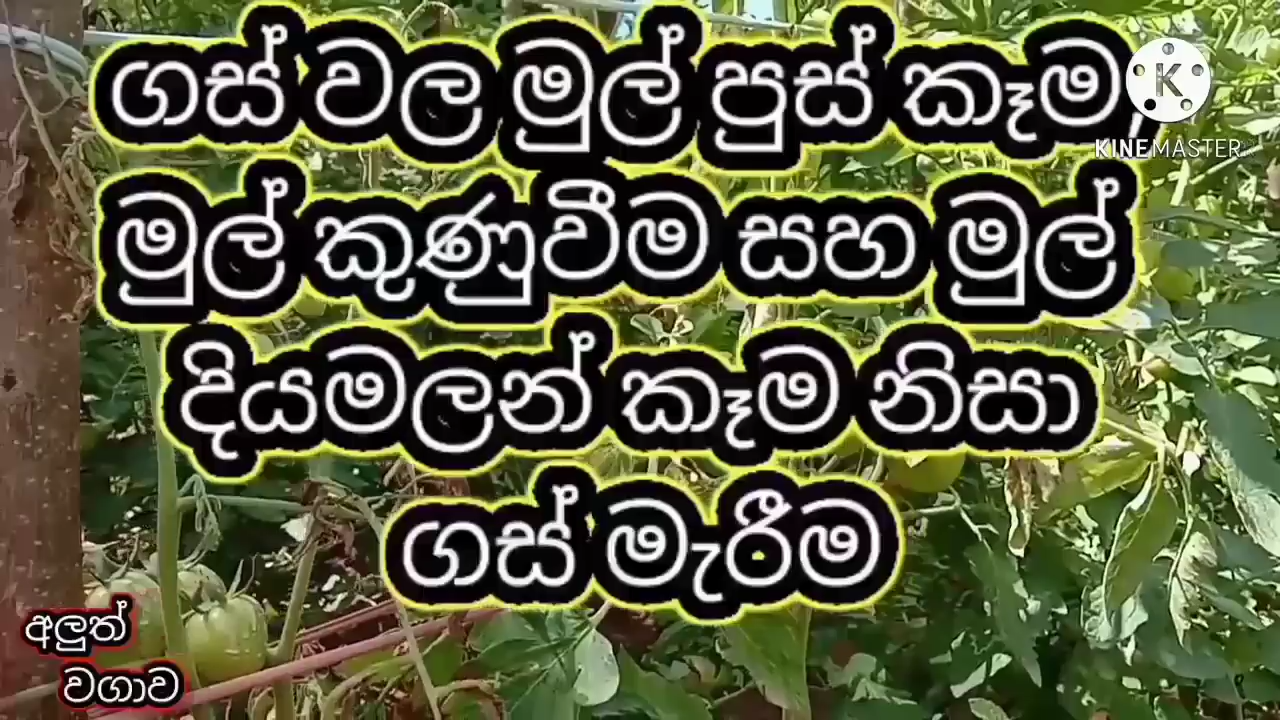 ගස් වල මුල් පුස් කෑම,
මුල් කුණුවීම සහ මුල්
දියමලන් කෑම නිසා
ගස් මැරීම
KINEMASTER
අලුත්
වගාව